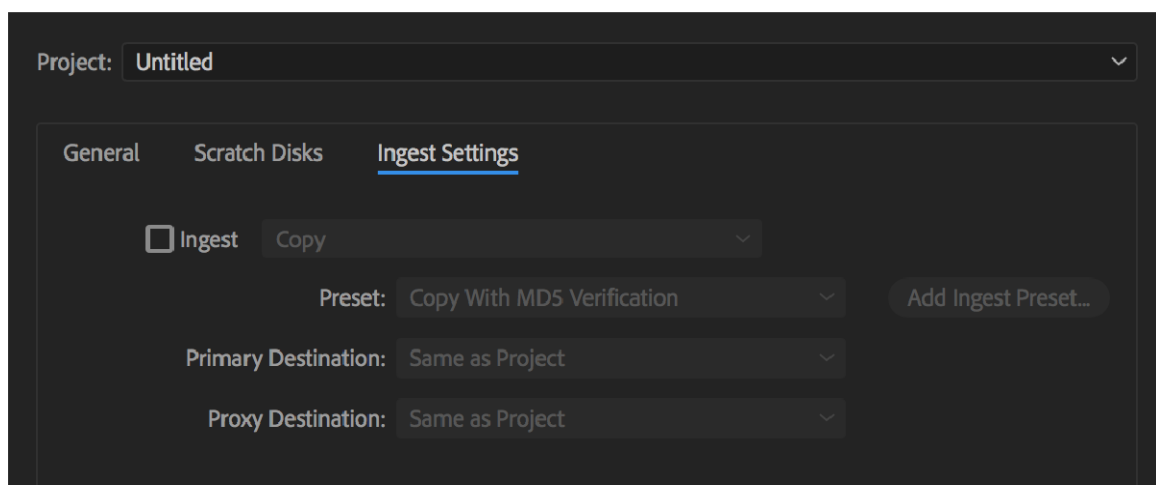 Project: Untitled
General Scratch Disks Ingest Settings
Ingest Copy
Preset: Copy With MD5 Verification Add Ingest Preset...
Primary Destination: Same as Project
Proxy Destination: Same as Project